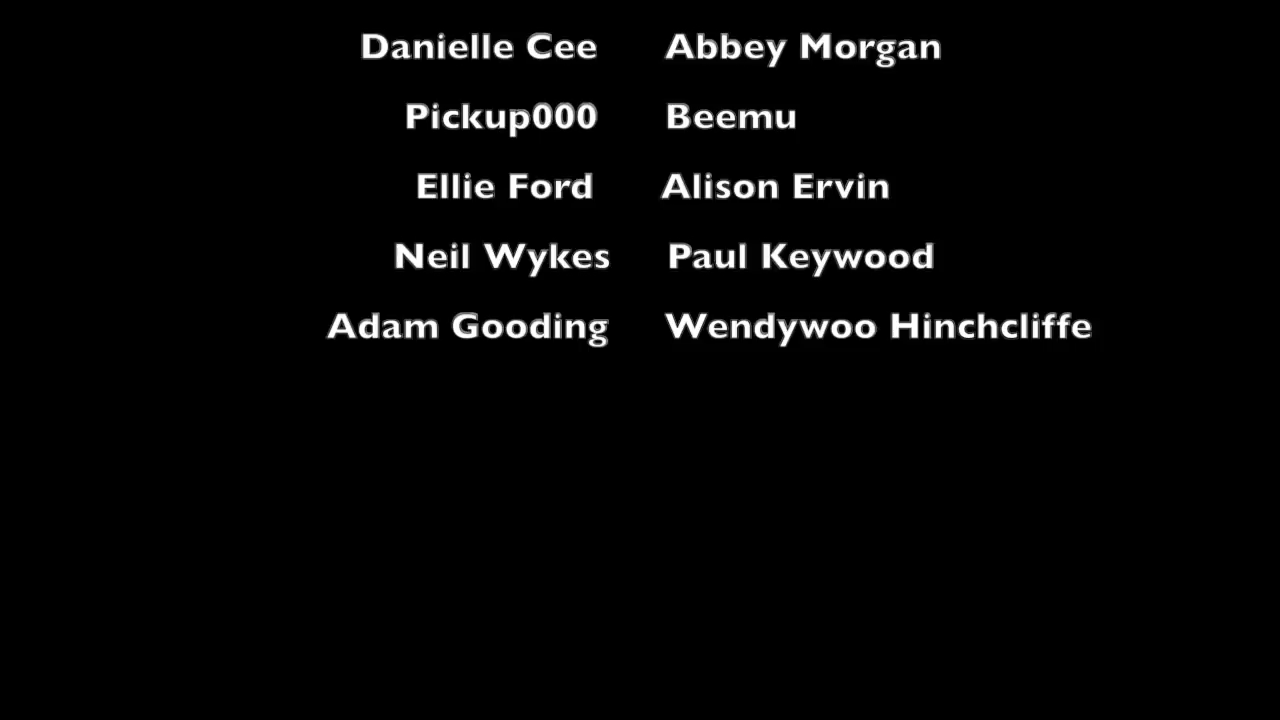 Danielle Cee Abbey Morgan
Pickup000 Beemu
Ellie Ford Alison Ervin
Neil Wykes Paul Keywood
Adam Gooding Wendywoo Hinchcliffe